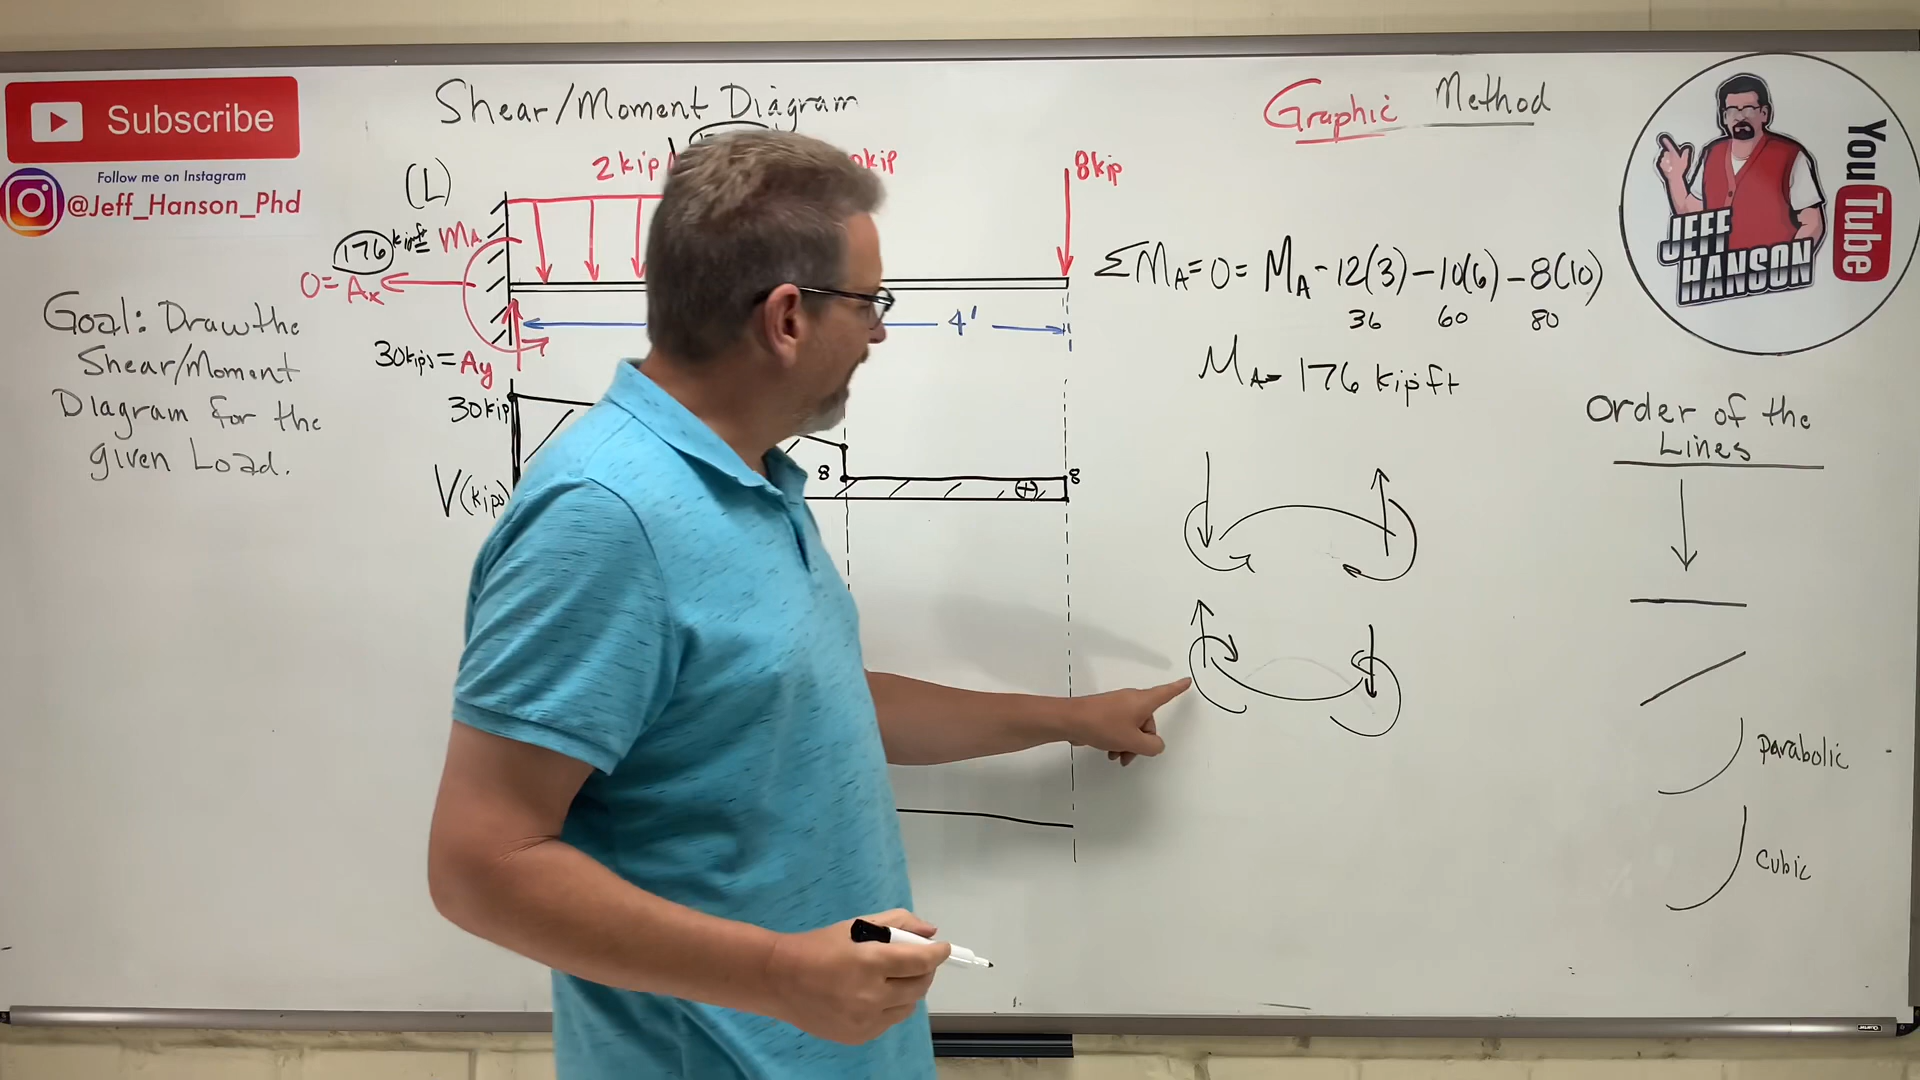 Subscribe
Follow me on Instagram
@Jeff_Hanson_Phd
Shear/Moment Diagram
Graphic Method
(L)
2kip
kip
8kip
176 kipft MA
0= Ax
Goal: Draw the
Shear/Moment
Diagram for the
given Load.
4'
30kips = Ay
30kip
V(kips)
8
8
(+)
ΣMA=0= MA-12(3)-10(6)-8(10)
36 60 80
MA= 176 kipft
Order of the
Lines
parabolic
cubic
JEFF
HANSON
YouTube